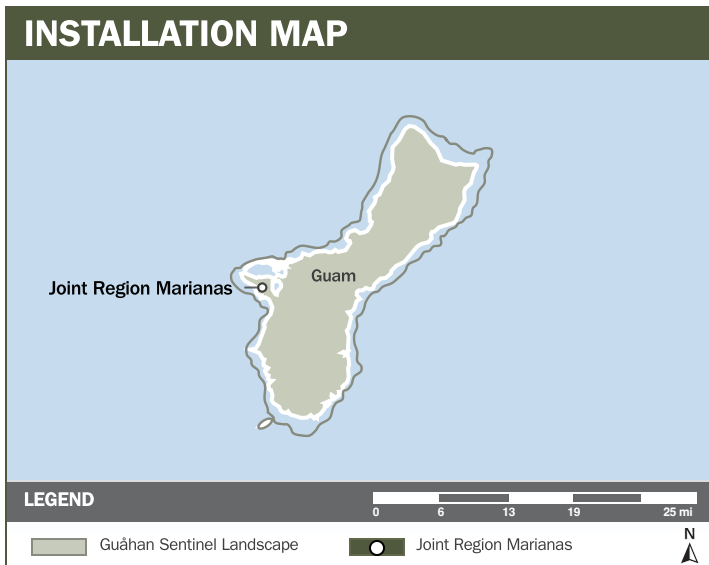 INSTALLATION MAP
Guam
Joint Region Marianas
LEGEND
0 6 13 19 25 mi
Guåhan Sentinel Landscape
Joint Region Marianas
N